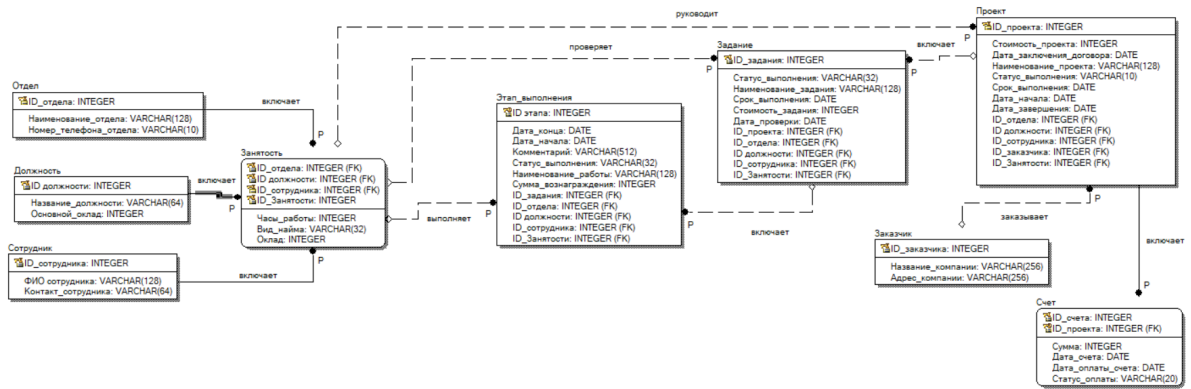 Отдел
ID_отдела: INTEGER
Наименование_отдела: VARCHAR(128)
Номер_телефона_отдела: VARCHAR(10)
включает
P
Должность
ID должности: INTEGER
Название_должности: VARCHAR(64)
Основной_оклад: INTEGER
включает
P
Сотрудник
ID_сотрудника: INTEGER
ФИО сотрудника: VARCHAR(128)
Контакт_сотрудника: VARCHAR(64)
включает
P
Занятость
ID_отдела: INTEGER (FK)
ID должности: INTEGER (FK)
ID_сотрудника: INTEGER (FK)
ID_Занятости: INTEGER
Часы_работы: INTEGER
Вид_найма: VARCHAR(32)
Оклад: INTEGER
выполняет
P
проверяет
P
руководит
P
Этап_выполнения
ID этапа: INTEGER
Дата_конца: DATE
Дата_начала: DATE
Комментарий: VARCHAR(512)
Статус_выполнения: VARCHAR(32)
Наименование_работы: VARCHAR(128)
Сумма_вознаграждения: INTEGER
ID_задания: INTEGER (FK)
ID_отдела: INTEGER (FK)
ID должности: INTEGER (FK)
ID_сотрудника: INTEGER (FK)
ID_Занятости: INTEGER (FK)
P
включает
Задание
ID_задания: INTEGER
Статус_выполнения: VARCHAR(32)
Наименование_задания: VARCHAR(128)
Срок_выполнения: DATE
Стоимость_задания: INTEGER
Дата_проверки: DATE
ID_проекта: INTEGER (FK)
ID_отдела: INTEGER (FK)
ID должности: INTEGER (FK)
ID_сотрудника: INTEGER (FK)
ID_Занятости: INTEGER (FK)
включает
P
Проект
ID_проекта: INTEGER
Стоимость_проекта: INTEGER
Дата_заключения_договора: DATE
Наименование_проекта: VARCHAR(128)
Статус_выполнения: VARCHAR(10)
Срок_выполнения: DATE
Дата_начала: DATE
Дата_завершения: DATE
ID_отдела: INTEGER (FK)
ID должности: INTEGER (FK)
ID_сотрудника: INTEGER (FK)
ID_заказчика: INTEGER (FK)
ID_Занятости: INTEGER (FK)
P
заказывает
Заказчик
ID_заказчика: INTEGER
Название_компании: VARCHAR(256)
Адрес_компании: VARCHAR(256)
включает
P
Счет
ID_счета: INTEGER
ID_проекта: INTEGER (FK)
Сумма: INTEGER
Дата_счета: DATE
Дата_оплаты_счета: DATE
Статус_оплаты: VARCHAR(20)